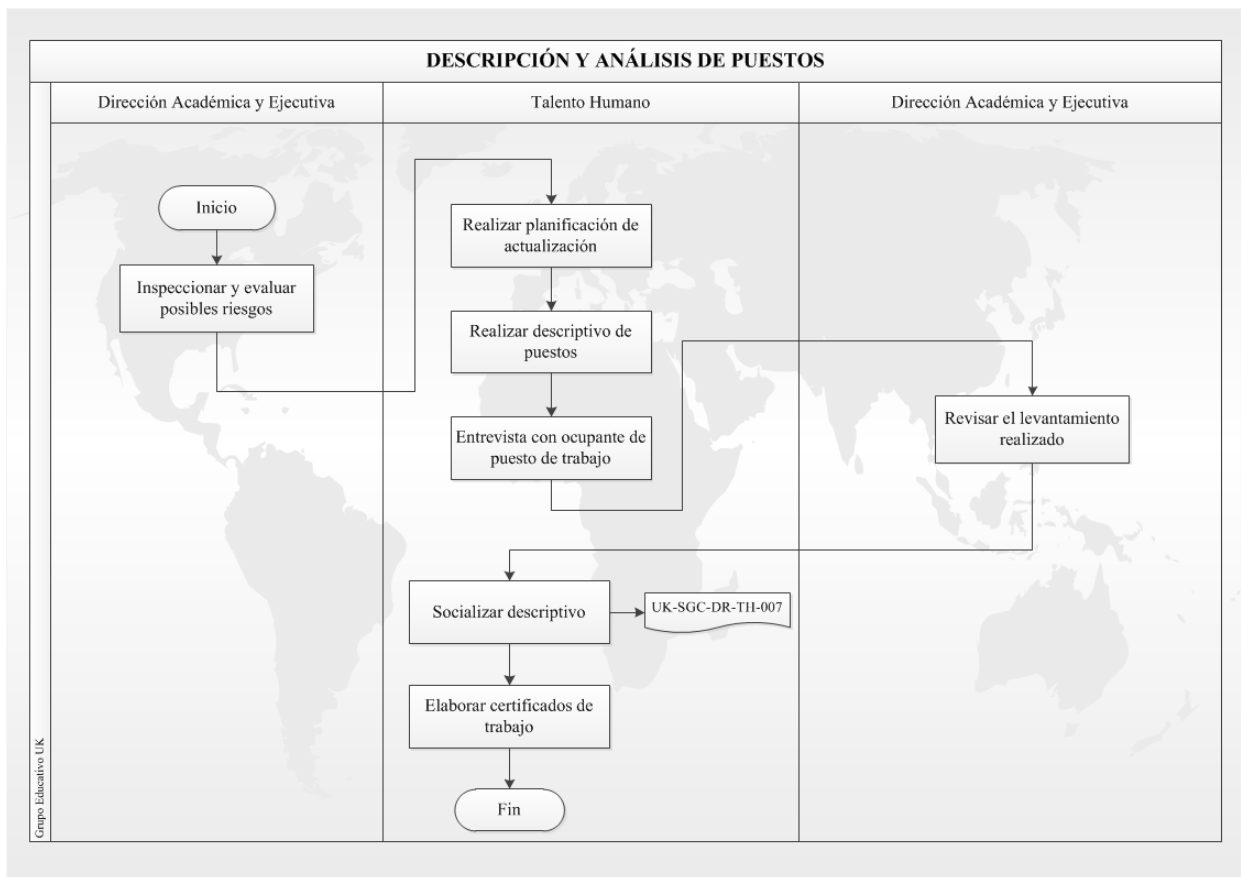 DESCRIPCIÓN Y ANÁLISIS DE PUESTOS
Dirección Académica y Ejecutiva
Talento Humano
Dirección Académica y Ejecutiva
Inicio
Inspeccionar y evaluar
posibles riesgos
Realizar planificación de
actualización
Realizar descriptivo de
puestos
Entrevista con ocupante de
puesto de trabajo
Revisar el levantamiento
realizado
Socializar descriptivo
UK-SGC-DR-TH-007
Elaborar certificados de
trabajo
Fin
Grupo Educativo UK